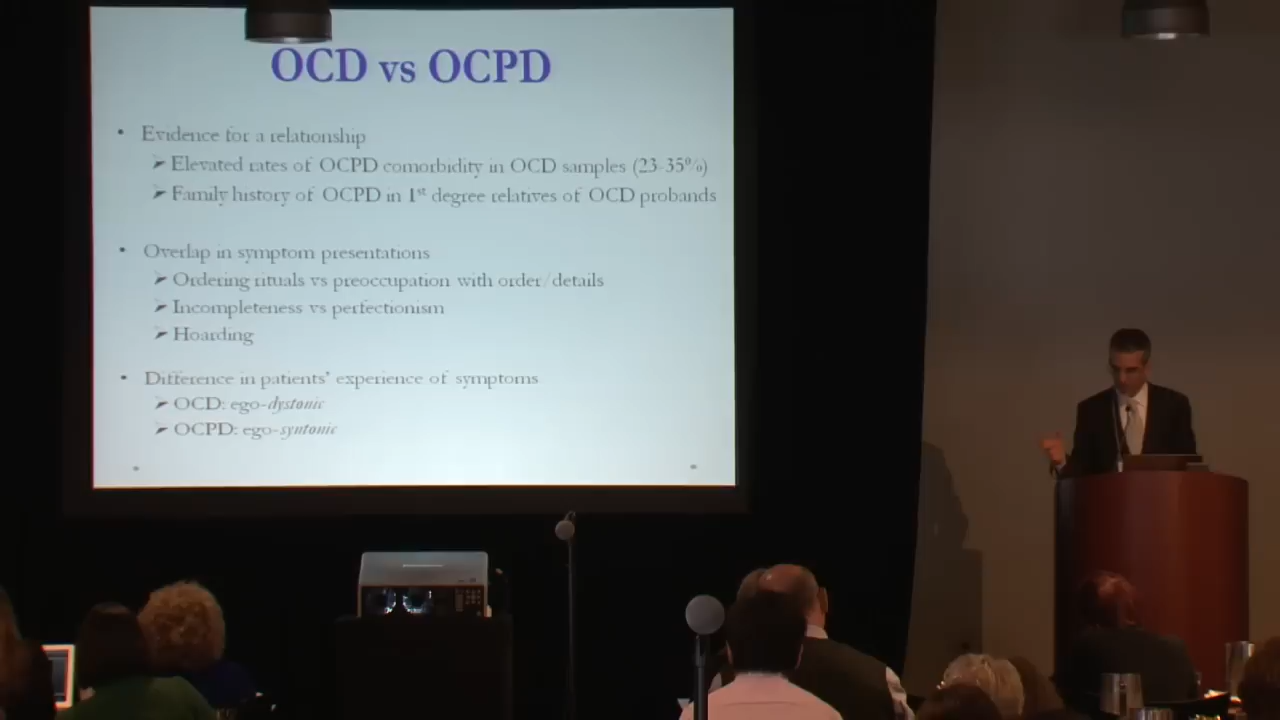 OCD vs OCPD
• Evidence for a relationship
➢ Elevated rates of OCPD comorbidity in OCD samples (23-35%)
➢ Family history of OCPD in 1st degree relatives of OCD probands
• Overlap in symptom presentations
➢ Ordering rituals vs preoccupation with order/details
➢ Incompleteness vs perfectionism
➢ Hoarding
• Difference in patients' experience of symptoms
➢ OCD: ego-dystonic
➢ OCPD: ego-syntonic